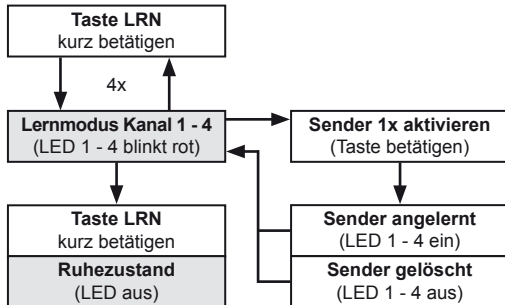 Taste LRN
kurz betätigen
4x
Lernmodus Kanal 1 - 4
(LED 1 - 4 blinkt rot)
Sender 1x aktivieren
(Taste betätigen)
Taste LRN
kurz betätigen
Ruhezustand
(LED aus)
Sender angelernt
(LED 1 - 4 ein)
Sender gelöscht
(LED 1 - 4 aus)